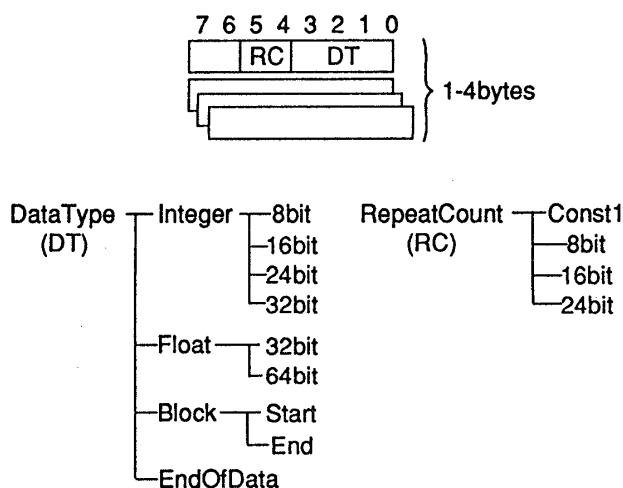 7 6 5 4 3 2 1 0
RC DT
1-4bytes
DataType Integer 8bit RepeatCount Const1
(DT) 16bit (RC) 8bit
24bit 16bit
32bit 24bit
Float 32bit
64bit
Block Start
End
EndOfData